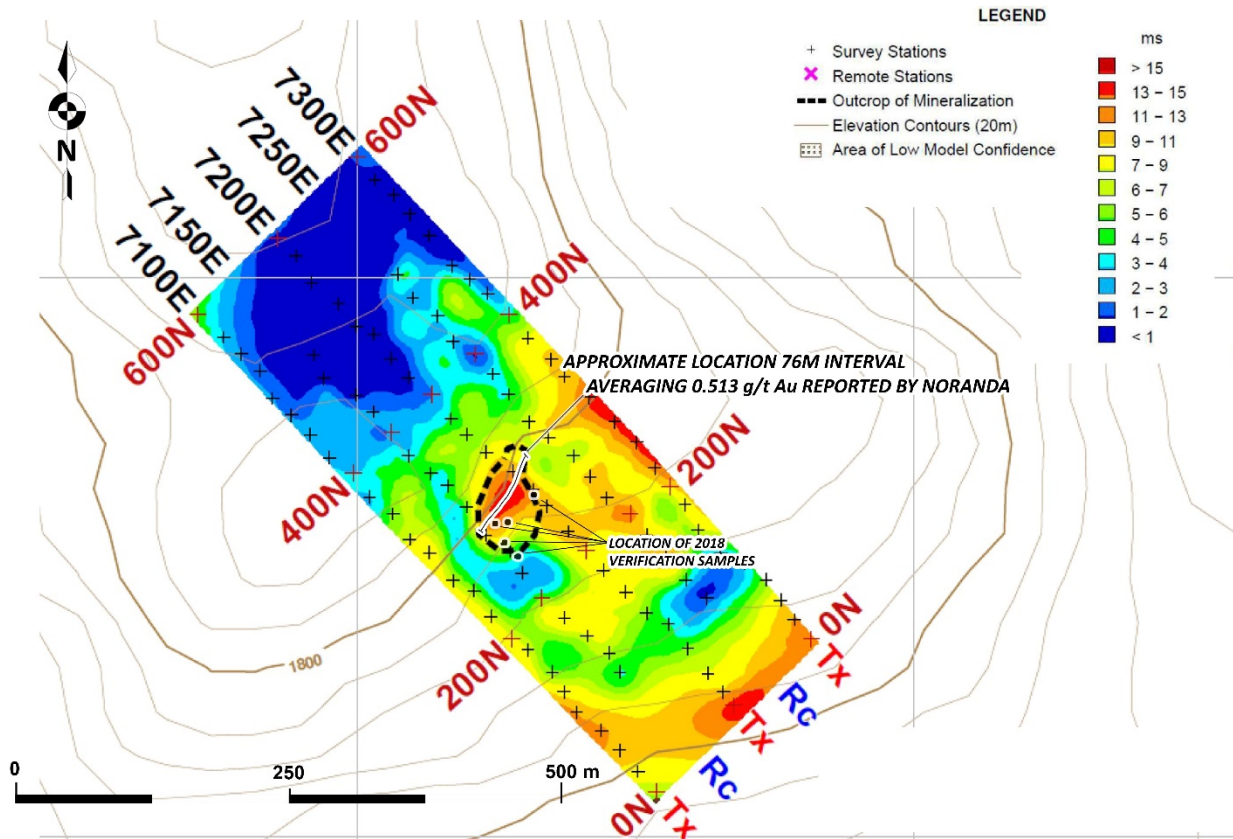 LEGEND
ms
+ Survey Stations
Remote Stations
Outcrop of Mineralization
Elevation Contours (20m)
Area of Low Model Confidence
> 15
13 – 15
11 – 13
9 – 11
7 – 9
6 – 7
5 – 6
4 – 5
3 – 4
2 – 3
1 – 2
< 1
N
7300E
7250E
7200E
7150E
7100E
600N
600N
400N
400N
APPROXIMATE LOCATION 76M INTERVAL
AVERAGING 0.513 g/t Au REPORTED BY NORANDA
200N
200N
LOCATION OF 2018
VERIFICATION SAMPLES
1800
0N
0N
Tx
Rc
Tx
Rc
Tx
0
250
500 m